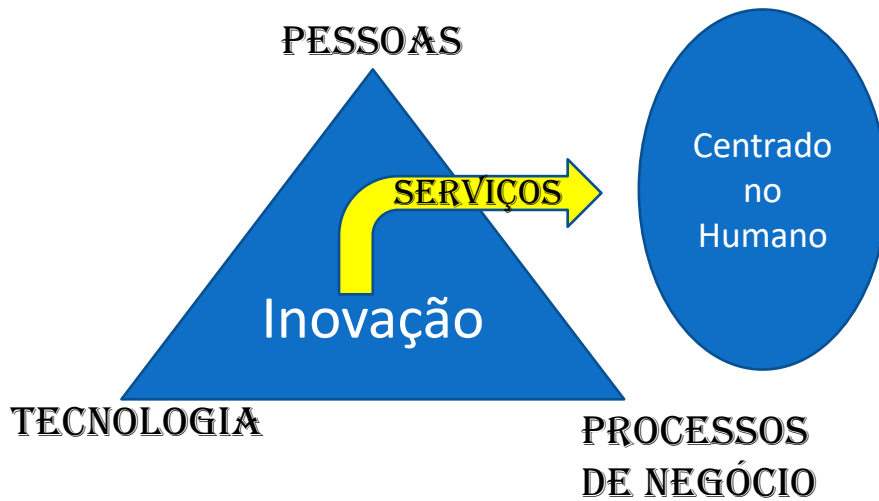 PESSOAS
SERVIÇOS
Inovação
TECNOLOGIA
PROCESSOS
DE NEGÓCIO
Centrado
no
Humano